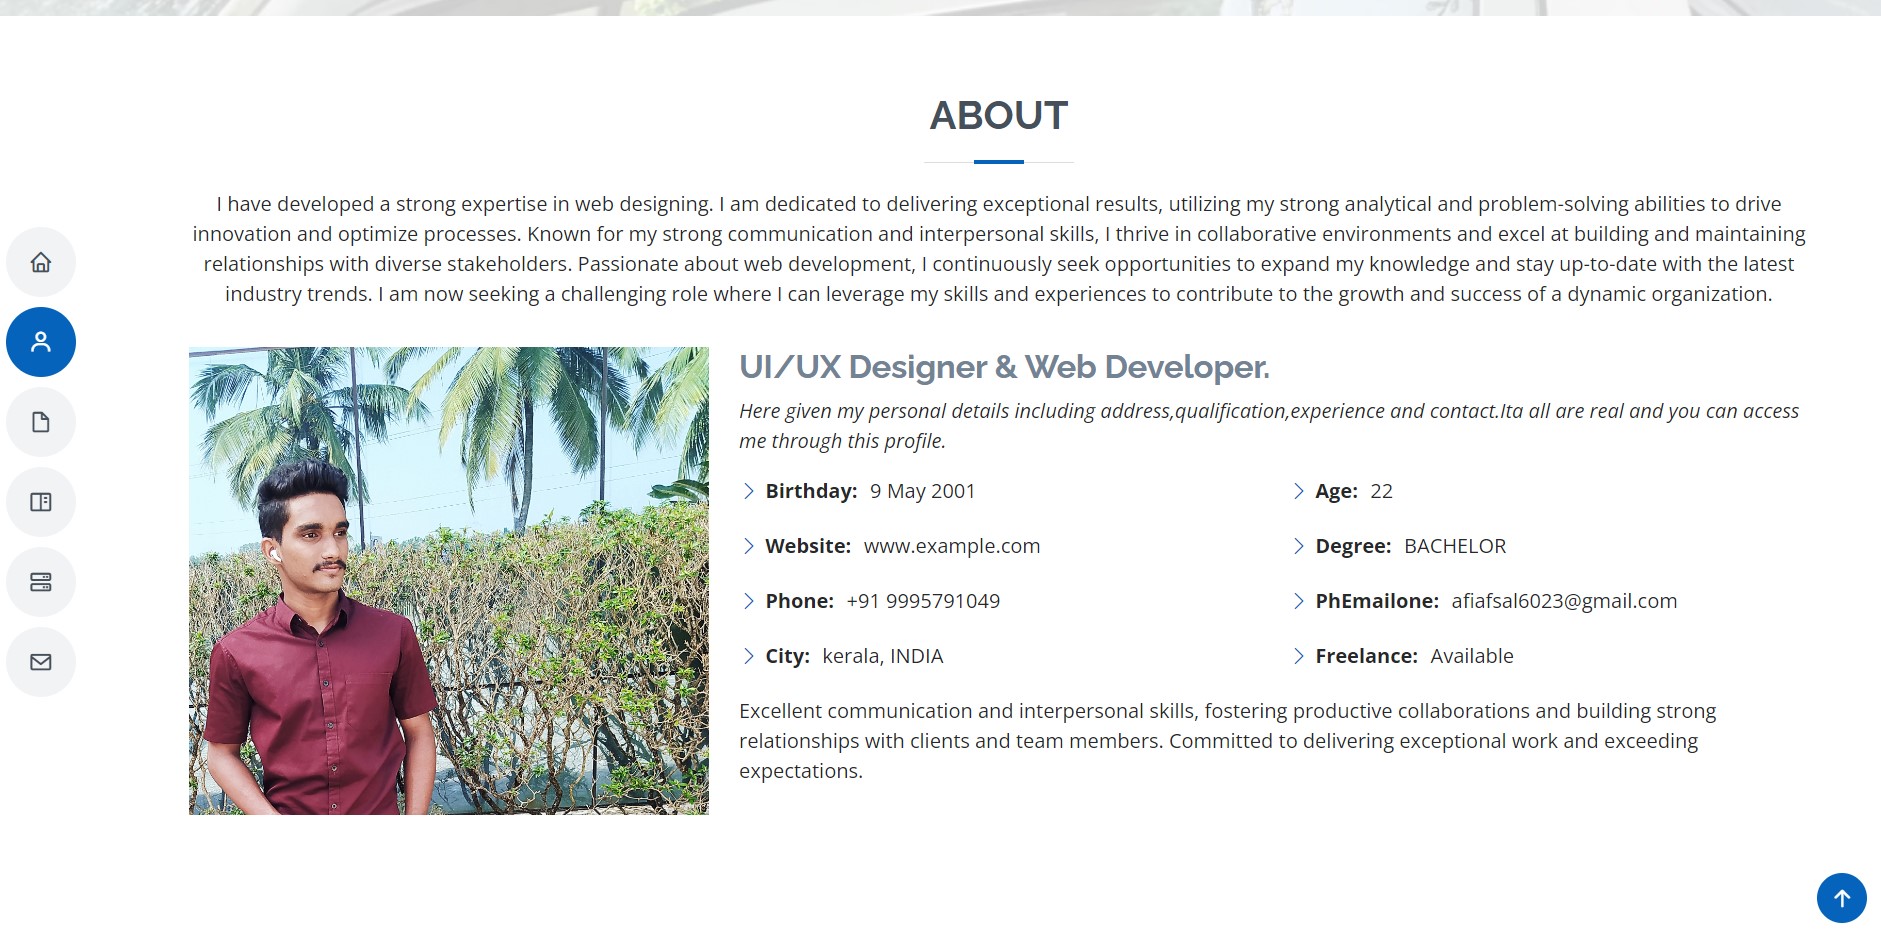 ABOUT
I have developed a strong expertise in web designing. I am dedicated to delivering exceptional results, utilizing my strong analytical and problem-solving abilities to drive
innovation and optimize processes. Known for my strong communication and interpersonal skills, I thrive in collaborative environments and excel at building and maintaining
relationships with diverse stakeholders. Passionate about web development, I continuously seek opportunities to expand my knowledge and stay up-to-date with the latest
industry trends. I am now seeking a challenging role where I can leverage my skills and experiences to contribute to the growth and success of a dynamic organization.
UI/UX Designer & Web Developer.
Here given my personal details including address,qualification,experience and contact.Ita all are real and you can access
me through this profile.
Birthday: 9 May 2001
Age: 22
Website: www.example.com
Degree: BACHELOR
Phone: +91 9995791049
PhEmailone: afiafsal6023@gmail.com
City: kerala, INDIA
Freelance: Available
Excellent communication and interpersonal skills, fostering productive collaborations and building strong
relationships with clients and team members. Committed to delivering exceptional work and exceeding
expectations.